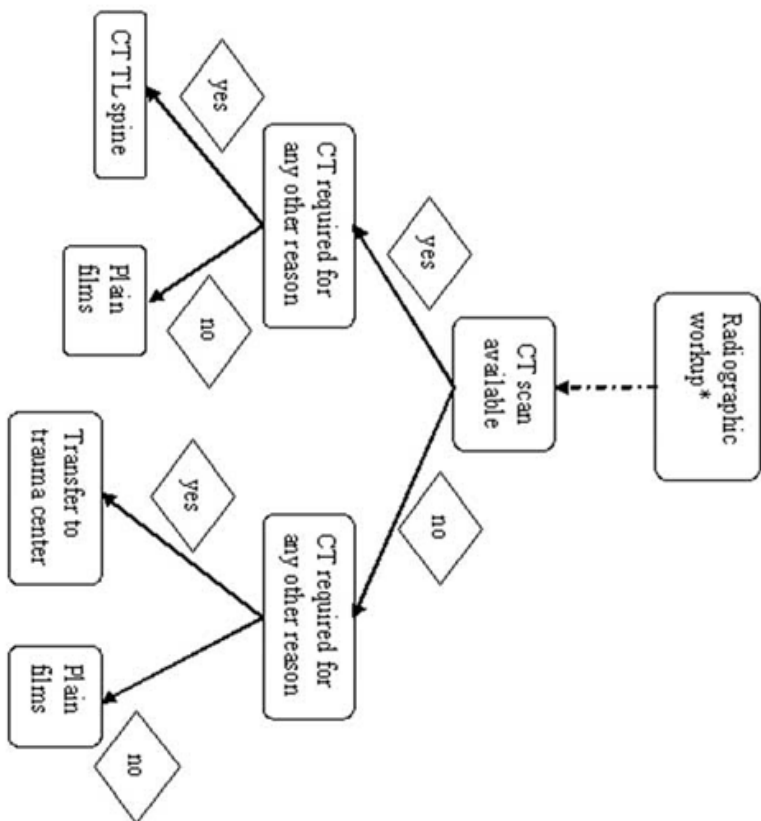 Radiographic
workup*
CT scan
available
yes
no
CT required for
any other reason
CT required for
any other reason
yes
no
yes
no
CT TL spine
Plain
films
Transfer to
trauma center
Plain
films